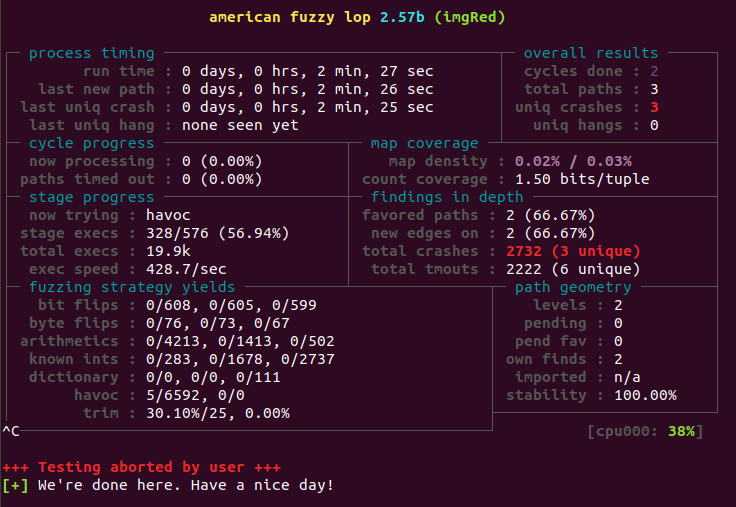 american fuzzy lop 2.57b (imgRed)
process timing overall results
run time : 0 days, 0 hrs, 2 min, 27 sec cycles done : 2
last new path : 0 days, 0 hrs, 2 min, 26 sec total paths : 3
last uniq crash : 0 days, 0 hrs, 2 min, 25 sec uniq crashes : 3
last uniq hang : none seen yet uniq hangs : 0
cycle progress map coverage
now processing : 0 (0.00%) map density : 0.02% / 0.03%
paths timed out : 0 (0.00%) count coverage : 1.50 bits/tuple
stage progress findings in depth
now trying : havoc favored paths : 2 (66.67%)
stage execs : 328/576 (56.94%) new edges on : 2 (66.67%)
total execs : 19.9k total crashes : 2732 (3 unique)
exec speed : 428.7/sec total tmouts : 2222 (6 unique)
fuzzing strategy yields path geometry
bit flips : 0/608, 0/605, 0/599 levels : 2
byte flips : 0/76, 0/73, 0/67 pending : 0
arithmetics : 0/4213, 0/1413, 0/502 pend fav : 0
known ints : 0/283, 0/1678, 0/2737 own finds : 2
dictionary : 0/0, 0/0, 0/111 imported : n/a
havoc : 5/6592, 0/0 stability : 100.00%
trim : 30.10%/25, 0.00%
^C [cpu000: 38%]
+++ Testing aborted by user +++
[+] We're done here. Have a nice day!